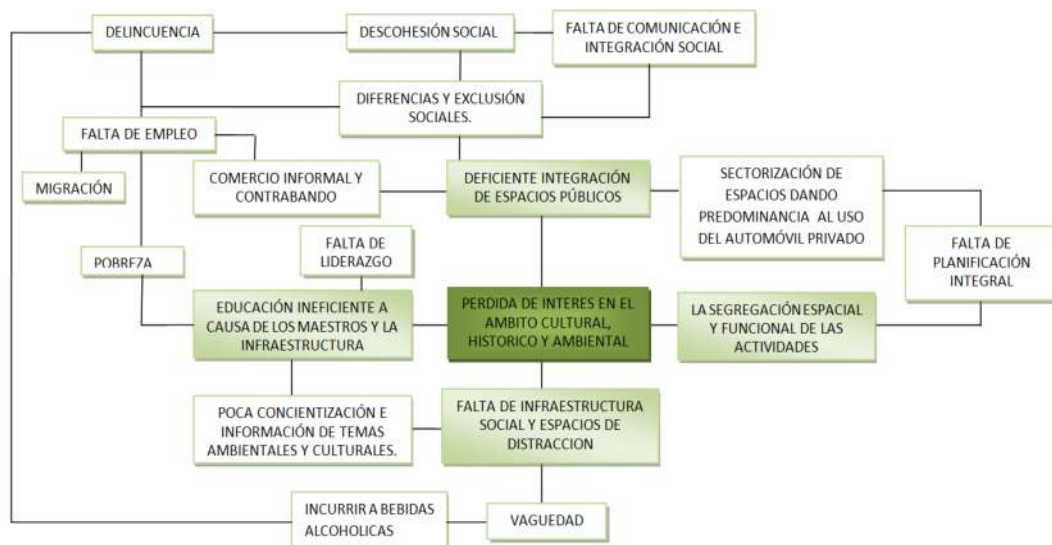 DELINCUENCIA
DESCOHESIÓN SOCIAL
FALTA DE COMUNICACIÓN E
INTEGRACIÓN SOCIAL
DIFERENCIAS Y EXCLUSIÓN
SOCIALES.
FALTA DE EMPLEO
MIGRACIÓN
COMERCIO INFORMAL Y
CONTRABANDO
DEFICIENTE INTEGRACIÓN
DE ESPACIOS PÚBLICOS
SECTORIZACIÓN DE
ESPACIOS DANDO
PREDOMINANCIA AL USO
DEL AUTOMÓVIL PRIVADO
FALTA DE
PLANIFICACIÓN
INTEGRAL
POBREZA
FALTA DE
LIDERAZGO
EDUCACIÓN INEFICIENTE A
CAUSA DE LOS MAESTROS Y LA
INFRAESTRUCTURA
PERDIDA DE INTERES EN EL
AMBITO CULTURAL,
HISTORICO Y AMBIENTAL
LA SEGREGACIÓN ESPACIAL
Y FUNCIONAL DE LAS
ACTIVIDADES
POCA CONCIENTIZACIÓN E
INFORMACIÓN DE TEMAS
AMBIENTALES Y CULTURALES.
FALTA DE INFRAESTRUCTURA
SOCIAL Y ESPACIOS DE
DISTRACCION
INCURRIR A BEBIDAS
ALCOHOLICAS
VAGUEDAD